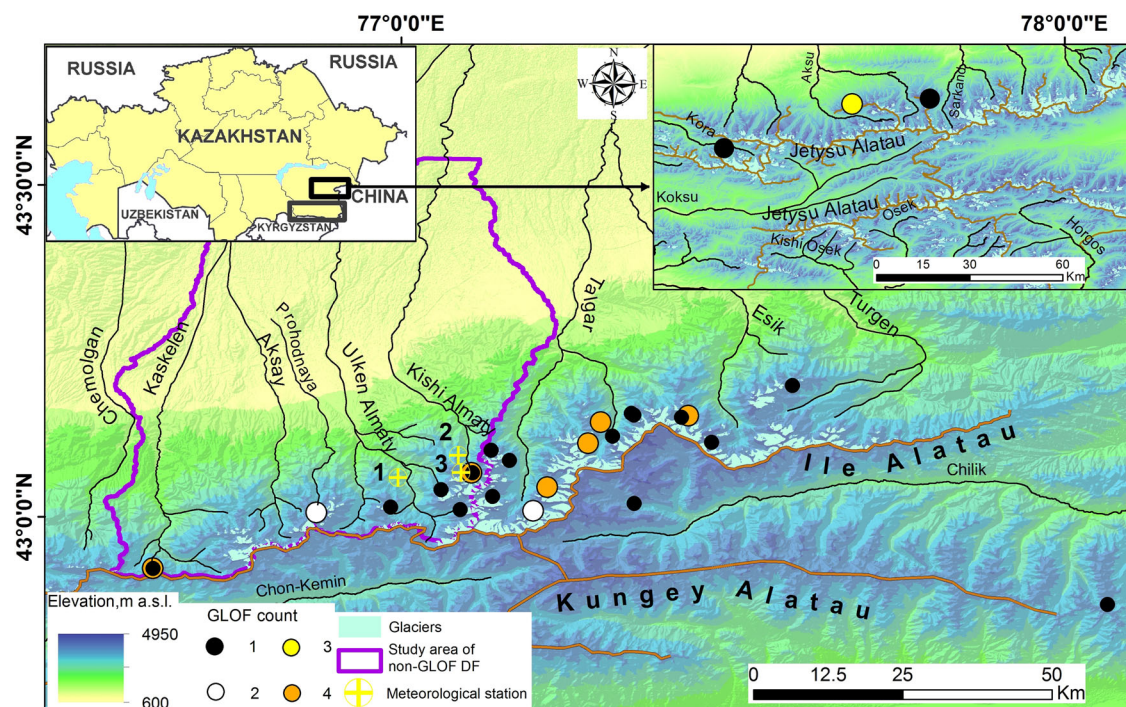 77°0'0"E
78°0'0"E
43°30'0"N
43°0'0"N
RUSSIA
RUSSIA
KAZAKHSTAN
CHINA
UZBEKISTAN
KYRGYZSTAN
N
W
E
S
Aksu
Sarkand
Kora
Jetysu Alatau
Koksu
Jetysu Alatau
Osek
Kishi Osek
Horgos
0 15 30 60
Km
Chemolgan
Kaskelen
Prohodnaya
Aksay
Ulken Almaty
Kishi Almaty
Talgar
Esik
Turgen
1
2
3
Ile Alatau
Chilik
Chon-Kemin
Kungey Alatau
Elevation,m a.s.l.
4950
600
GLOF count
1
3
2
4
Glaciers
Study area of
non-GLOF DF
Meteorological station
0 12.5 25 50
Km